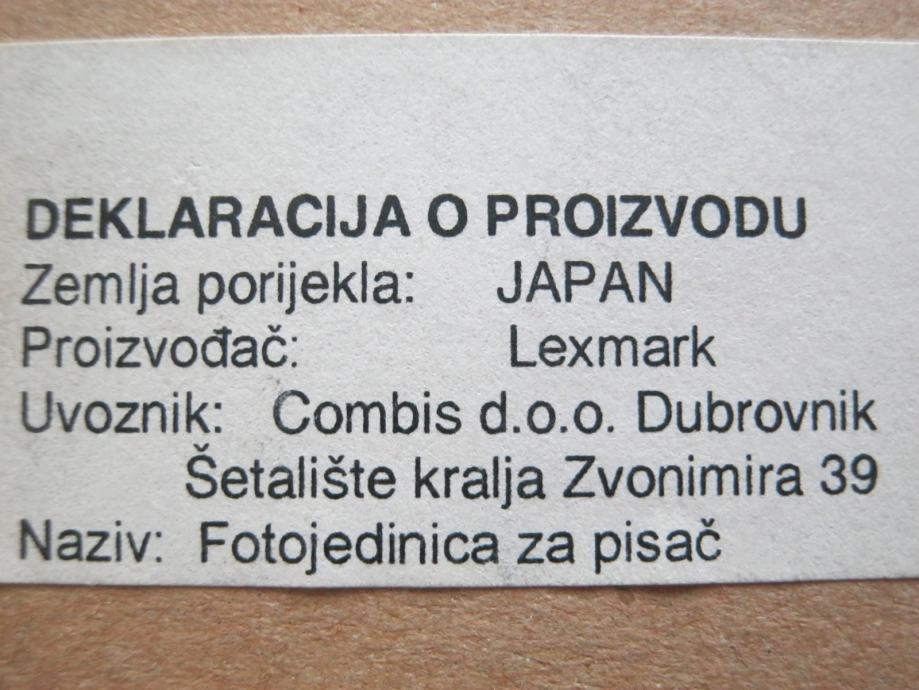 DEKLARACIJA O PROIZVODU
Zemlja porijekla: JAPAN
Proizvođač: Lexmark
Uvoznik: Combis d.o.o. Dubrovnik
Šetalište kralja Zvonimira 39
Naziv: Fotojedinica za pisač